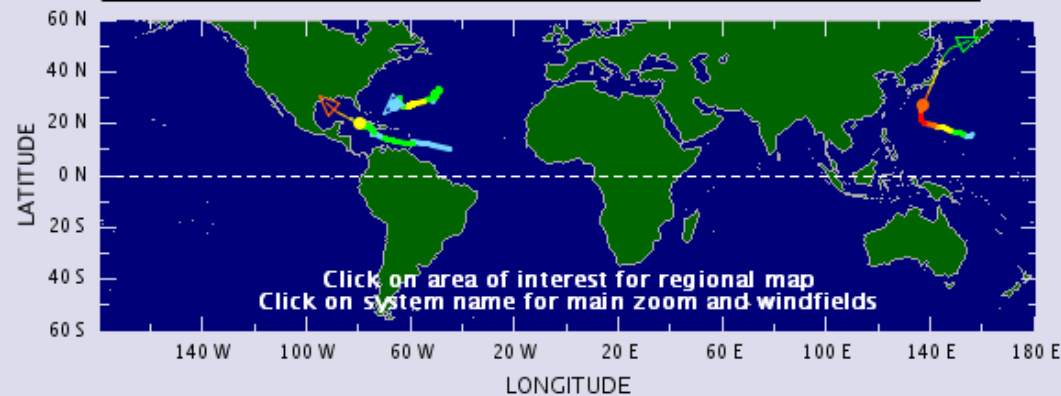 60 N
40 N
20 N
0 N
20 S
40 S
60 S
LATITUDE
Click on area of interest for regional map
Click on system name for main zoom and windfields
140 W 100 W 60 W 20 W 20 E 60 E 100 E 140 E 180 E
LONGITUDE